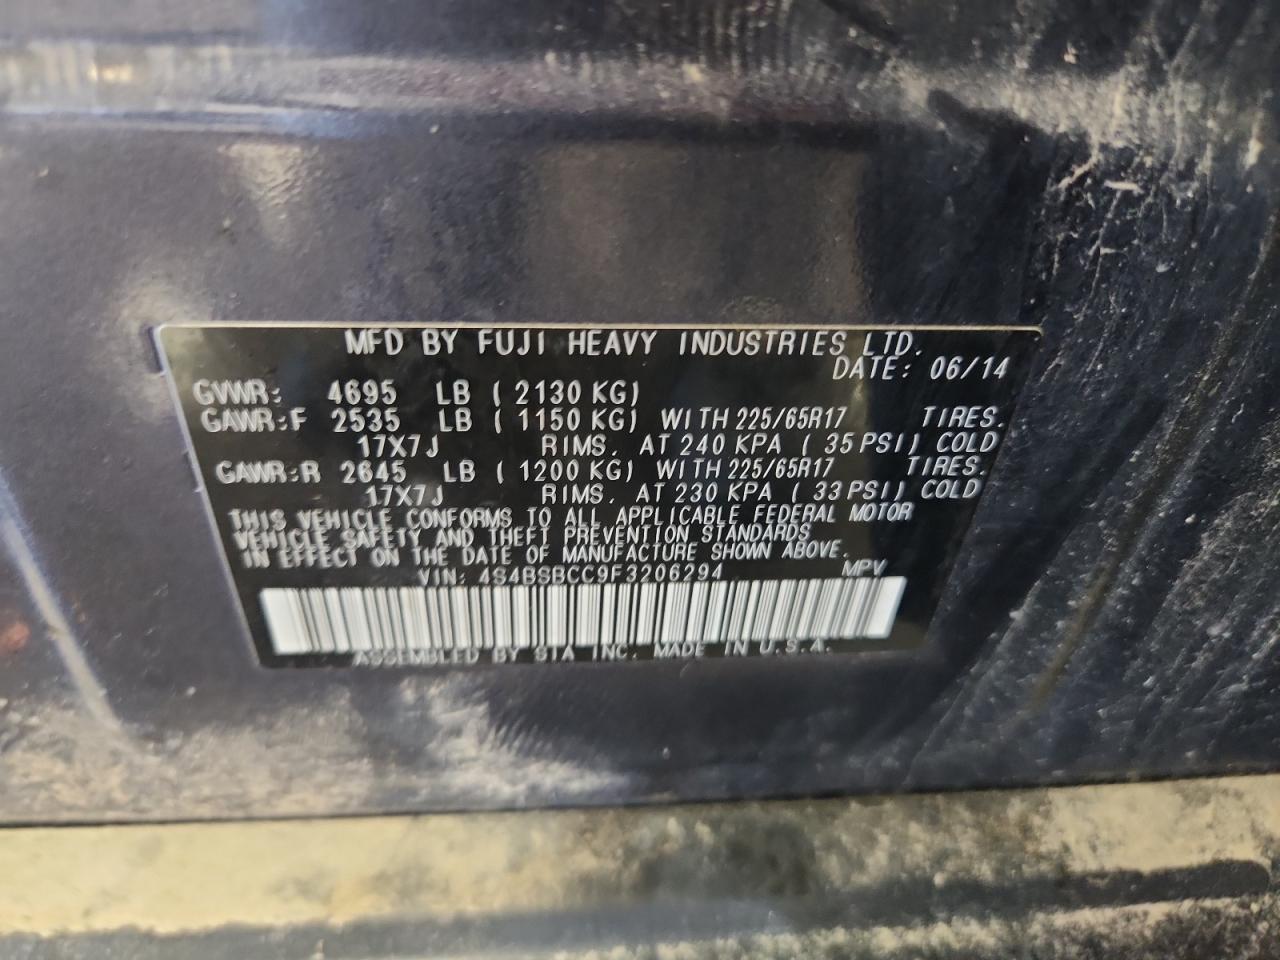 MFD BY FUJI HEAVY INDUSTRIES LTD.
DATE: 06/14
GVWR: 4695 LB ( 2130 KG)
GAWR:F 2535 LB ( 1150 KG) WITH 225/65R17 TIRES.
17X7J RIMS. AT 240 KPA ( 35 PSI) COLD
GAWR:R 2645 LB ( 1200 KG) WITH 225/65R17 TIRES.
17X7J RIMS. AT 230 KPA ( 33 PSI) COLD
THIS VEHICLE CONFORMS TO ALL APPLICABLE FEDERAL MOTOR
VEHICLE SAFETY AND THEFT PREVENTION STANDARDS
IN EFFECT ON THE DATE OF MANUFACTURE SHOWN ABOVE.
VIN: 4S4BSBCC9F3206294 MPV
ASSEMBLED BY SIA INC. MADE IN U.S.A.